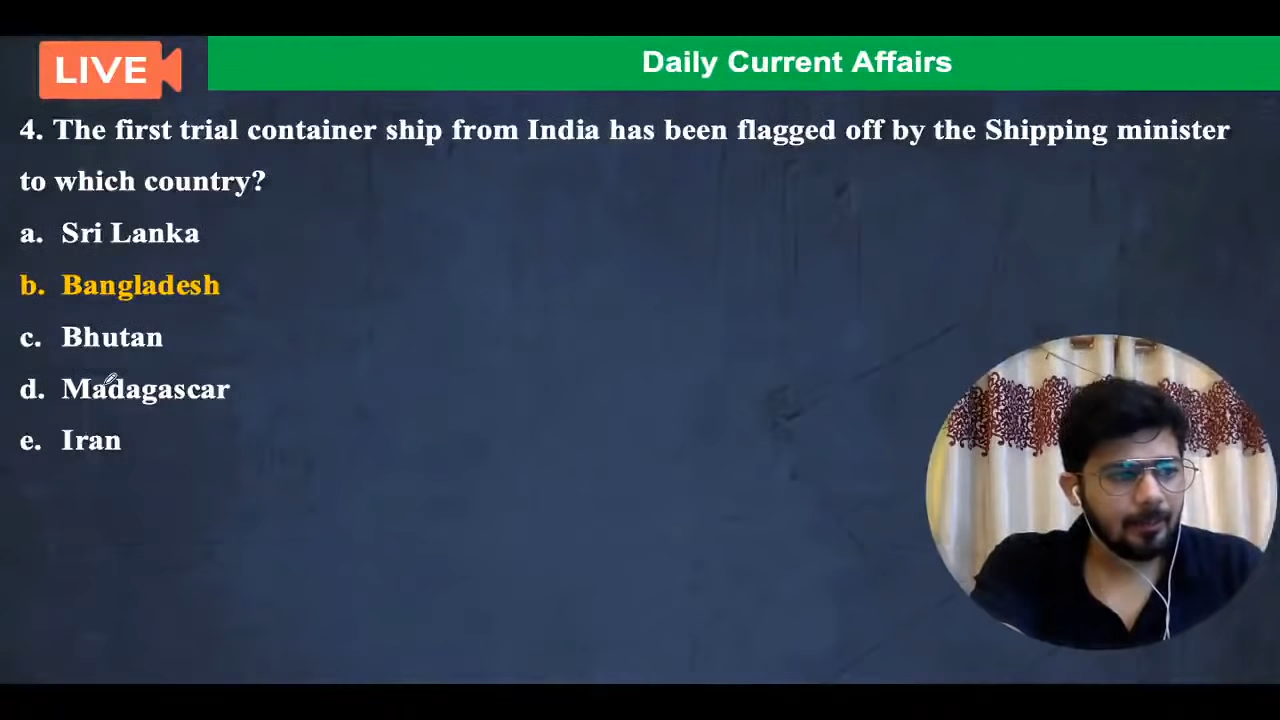 LIVE
Daily Current Affairs
4. The first trial container ship from India has been flagged off by the Shipping minister
to which country?
a. Sri Lanka
b. Bangladesh
c. Bhutan
d. Madagascar
e. Iran